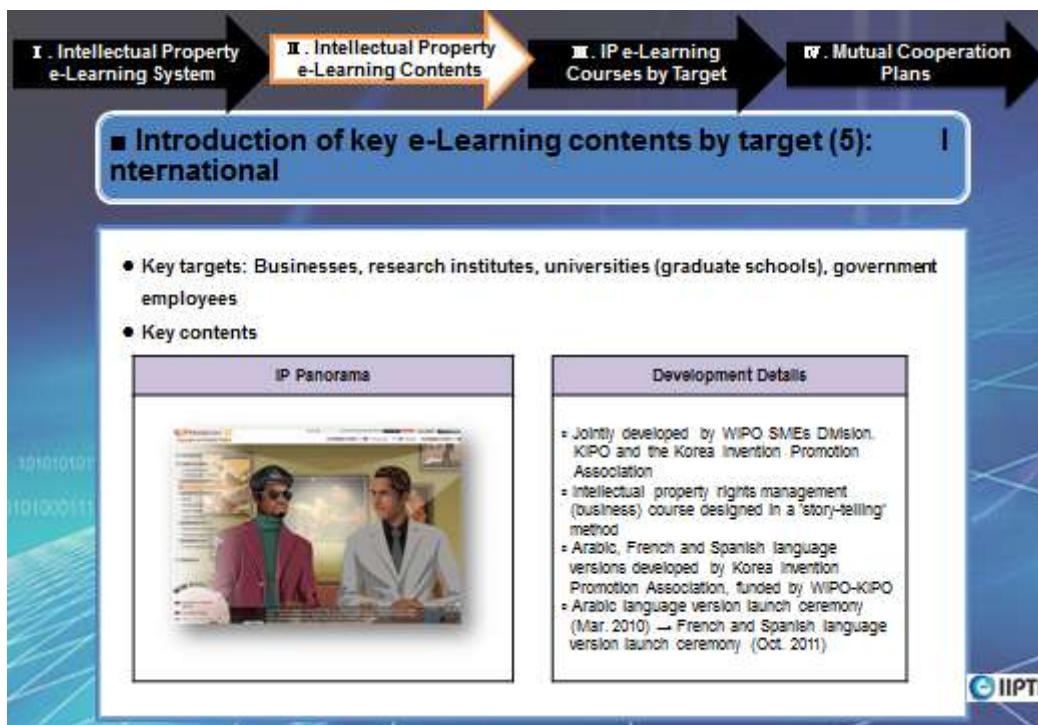 Ⅰ. Intellectual Property
e-Learning System
Ⅱ. Intellectual Property
e-Learning Contents
Ⅲ. IP e-Learning
Courses by Target
Ⅳ. Mutual Cooperation
Plans
■ Introduction of key e-Learning contents by target (5): I
nternational
● Key targets: Businesses, research institutes, universities (graduate schools), government
employees
● Key contents
IP Panorama
Development Details
▫ Jointly developed by WIPO SMEs Division.
KIPO and the Korea Invention Promotion
Association
▫ Intellectual property rights management
(business) course designed in a "story-telling"
method
▫ Arabic, French and Spanish language
versions developed by Korea Invention
Promotion Association, funded by WIPO-KIPO
▫ Arabic language version launch ceremony
(Mar. 2010) → French and Spanish language
version launch ceremony (Oct. 2011)
101010101
1101000111
IIPTI